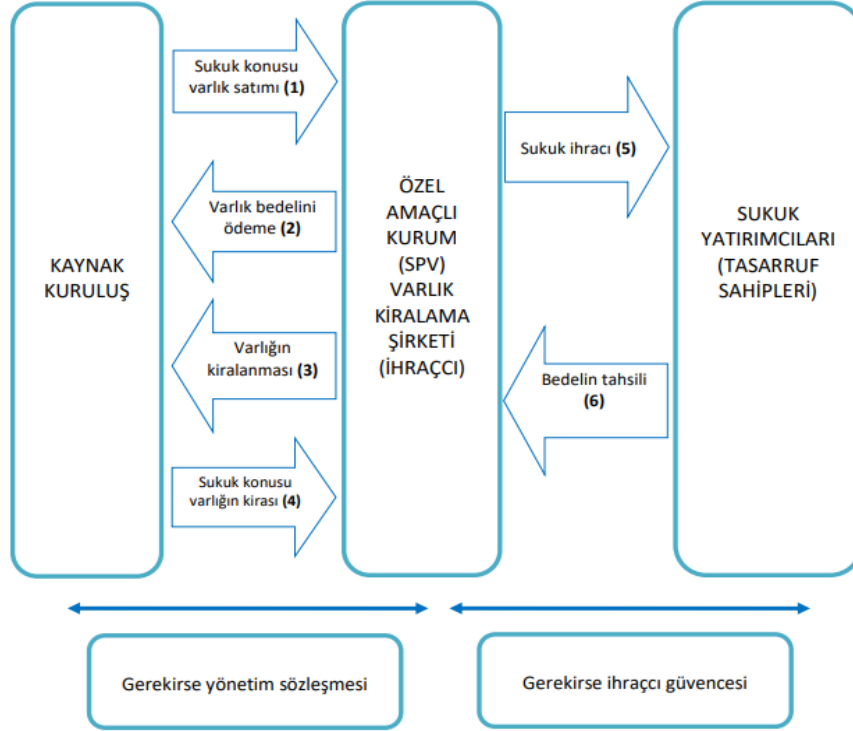 KAYNAK
KURULUŞ
Sukuk konusu
varlık satımı (1)
Varlık bedelini
ödeme (2)
Varlığın
kiralanması (3)
Sukuk konusu
varlığın kirası (4)
ÖZEL
AMAÇLI
KURUM
(SPV)
VARLIK
KİRALAMA
ŞİRKETİ
(İHRAÇCI)
Sukuk ihracı (5)
Bedelin tahsili
(6)
SUKUK
YATIRIMCILARI
(TASARRUF
SAHİPLERİ)
Gerekirse yönetim sözleşmesi
Gerekirse ihraçcı güvencesi